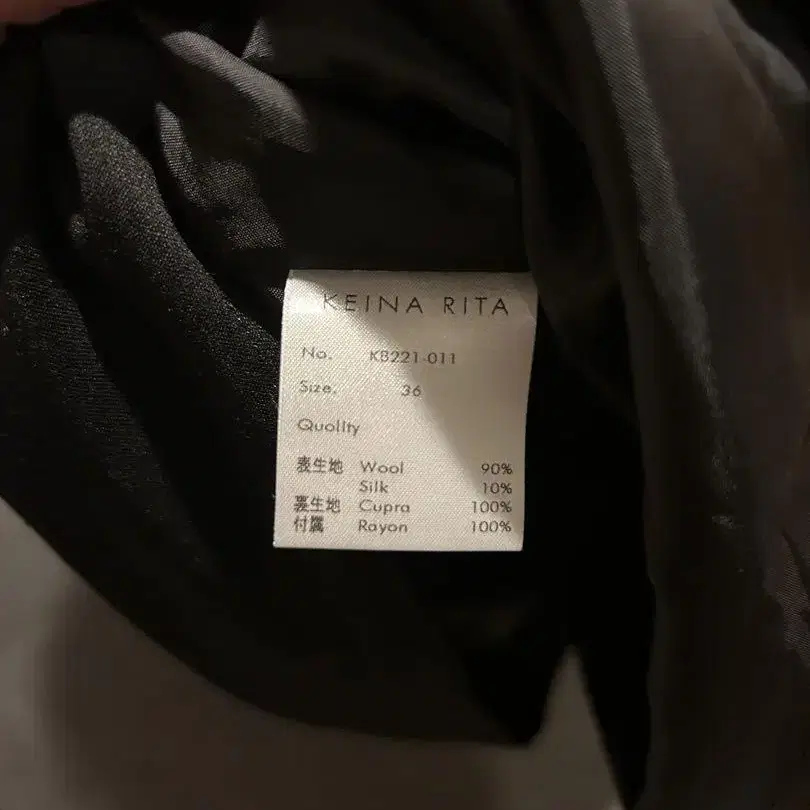 KEINA RITA
No. KB221-011
Size. 36
Quality
表生地 Wool 90%
Silk 10%
裏生地 Cupra 100%
付属 Rayon 100%